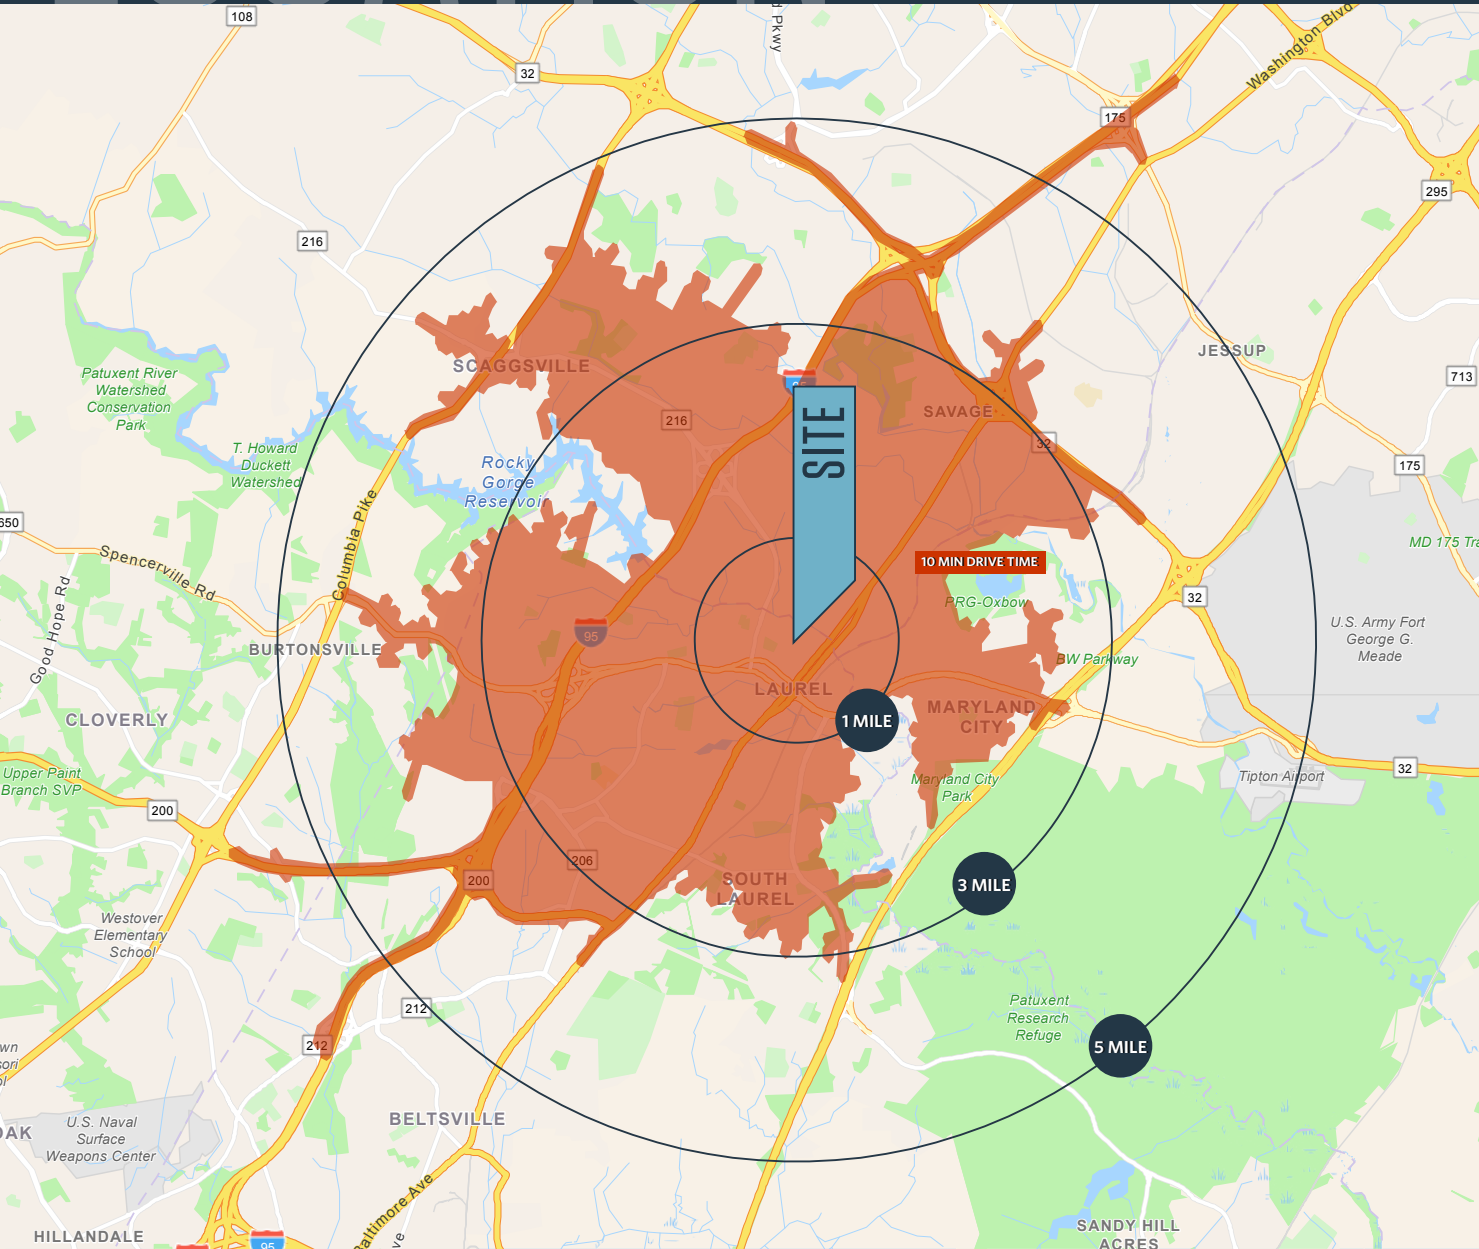 108
32
Pkwy
Washington Blvd
175
295
216
JESSUP
713
Patuxent River
Watershed
Conservation
Park
SCAGGSVILLE
216
SITE
SAVAGE
32
T. Howard
Duckett
Watershed
Rocky
Gorge
Reservoir
175
650
Columbia Pike
Spencerville Rd
Good Hope Rd
MD 175 Tra
10 MIN DRIVE TIME
PRG-Oxbow
32
U.S. Army Fort
George G.
Meade
95
BURTONSVILLE
BW Parkway
LAUREL
MARYLAND
CITY
1 MILE
CLOVERLY
Upper Paint
Branch SVP
Maryland City
Park
Tipton Airport
32
200
206
200
SOUTH
LAUREL
3 MILE
Westover
Elementary
School
212
212
Patuxent
Research
Refuge
5 MILE
U.S. Naval
Surface
Weapons Center
BELTSVILLE
OAK
Baltimore Ave
HILLANDALE
95
SANDY HILL
ACRES